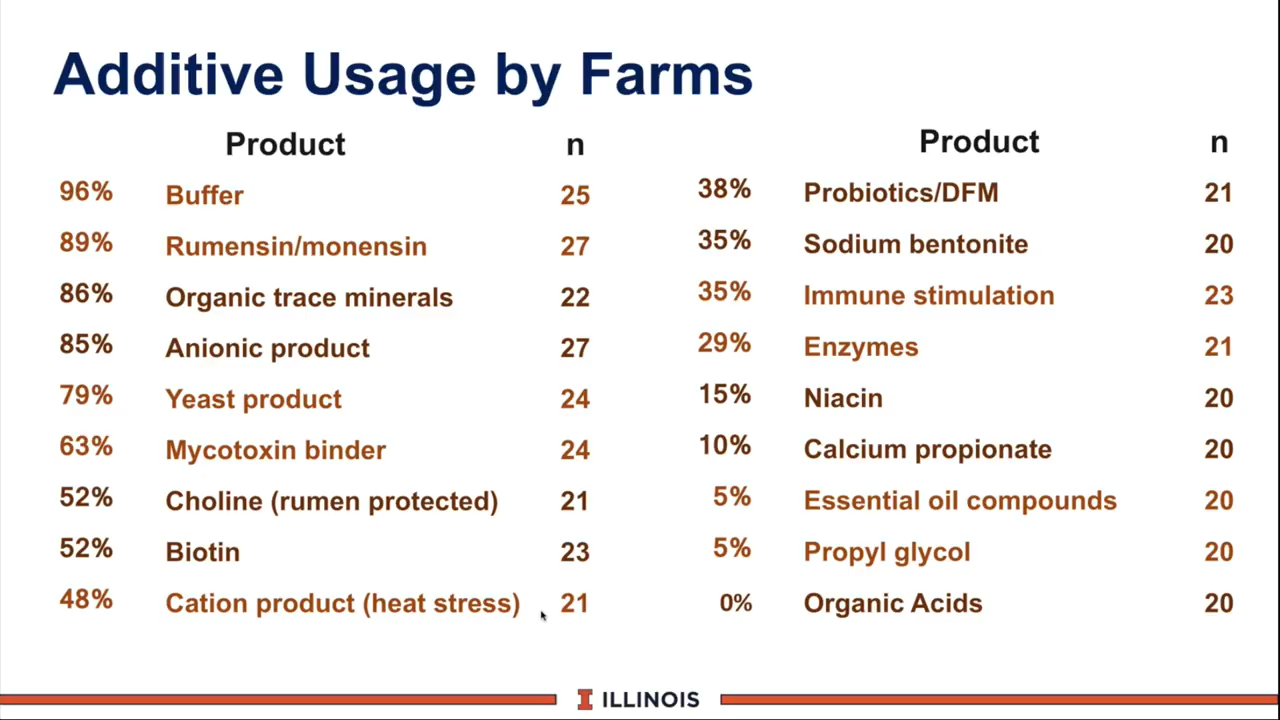 Additive Usage by Farms
Product n
96% Buffer 25
89% Rumensin/monensin 27
86% Organic trace minerals 22
85% Anionic product 27
79% Yeast product 24
63% Mycotoxin binder 24
52% Choline (rumen protected) 21
52% Biotin 23
48% Cation product (heat stress) 21
Product n
38% Probiotics/DFM 21
35% Sodium bentonite 20
35% Immune stimulation 23
29% Enzymes 21
15% Niacin 20
10% Calcium propionate 20
5% Essential oil compounds 20
5% Propyl glycol 20
0% Organic Acids 20
I ILLINOIS